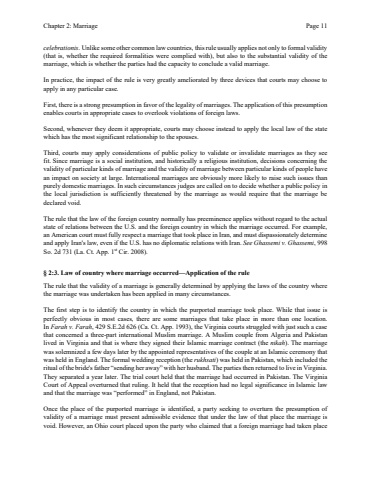 Chapter 2: Marriage Page 11
celebrationis. Unlike some other common law countries, this rule usually applies not only to formal validity
(that is, whether the required formalities were complied with), but also to the substantial validity of the
marriage, which is whether the parties had the capacity to conclude a valid marriage.
In practice, the impact of the rule is very greatly ameliorated by three devices that courts may choose to
apply in any particular case.
First, there is a strong presumption in favor of the legality of marriages. The application of this presumption
enables courts in appropriate cases to overlook violations of foreign laws.
Second, whenever they deem it appropriate, courts may choose instead to apply the local law of the state
which has the most significant relationship to the spouses.
Third, courts may apply considerations of public policy to validate or invalidate marriages as they see
fit. Since marriage is a social institution, and historically a religious institution, decisions concerning the
validity of particular kinds of marriage and the validity of marriage between particular kinds of people have
an impact on society at large. International marriages are obviously more likely to raise such issues than
purely domestic marriages. In such circumstances judges are called on to decide whether a public policy in
the local jurisdiction is sufficiently threatened by the marriage as would require that the marriage be
declared void.
The rule that the law of the foreign country normally has preeminence applies without regard to the actual
state of relations between the U.S. and the foreign country in which the marriage occurred. For example,
an American court must fully respect a marriage that took place in Iran, and must dispassionately determine
and apply Iran's law, even if the U.S. has no diplomatic relations with Iran. See Ghassemi v. Ghassemi, 998
So. 2d 731 (La. Ct. App. 1st Cir. 2008).
§ 2:3. Law of country where marriage occurred—Application of the rule
The rule that the validity of a marriage is generally determined by applying the laws of the country where
the marriage was undertaken has been applied in many circumstances.
The first step is to identify the country in which the purported marriage took place. While that issue is
perfectly obvious in most cases, there are some marriages that take place in more than one location.
In Farah v. Farah, 429 S.E.2d 626 (Ca. Ct. App. 1993), the Virginia courts struggled with just such a case
that concerned a three-part international Muslim marriage. A Muslim couple from Algeria and Pakistan
lived in Virginia and that is where they signed their Islamic marriage contract (the nikah). The marriage
was solemnized a few days later by the appointed representatives of the couple at an Islamic ceremony that
was held in England. The formal wedding reception (the rukhsati) was held in Pakistan, which included the
ritual of the bride's father "sending her away" with her husband. The parties then returned to live in Virginia.
They separated a year later. The trial court held that the marriage had occurred in Pakistan. The Virginia
Court of Appeal overturned that ruling. It held that the reception had no legal significance in Islamic law
and that the marriage was "performed" in England, not Pakistan.
Once the place of the purported marriage is identified, a party seeking to overturn the presumption of
validity of a marriage must present admissible evidence that under the law of that place the marriage is
void. However, an Ohio court placed upon the party who claimed that a foreign marriage had taken place